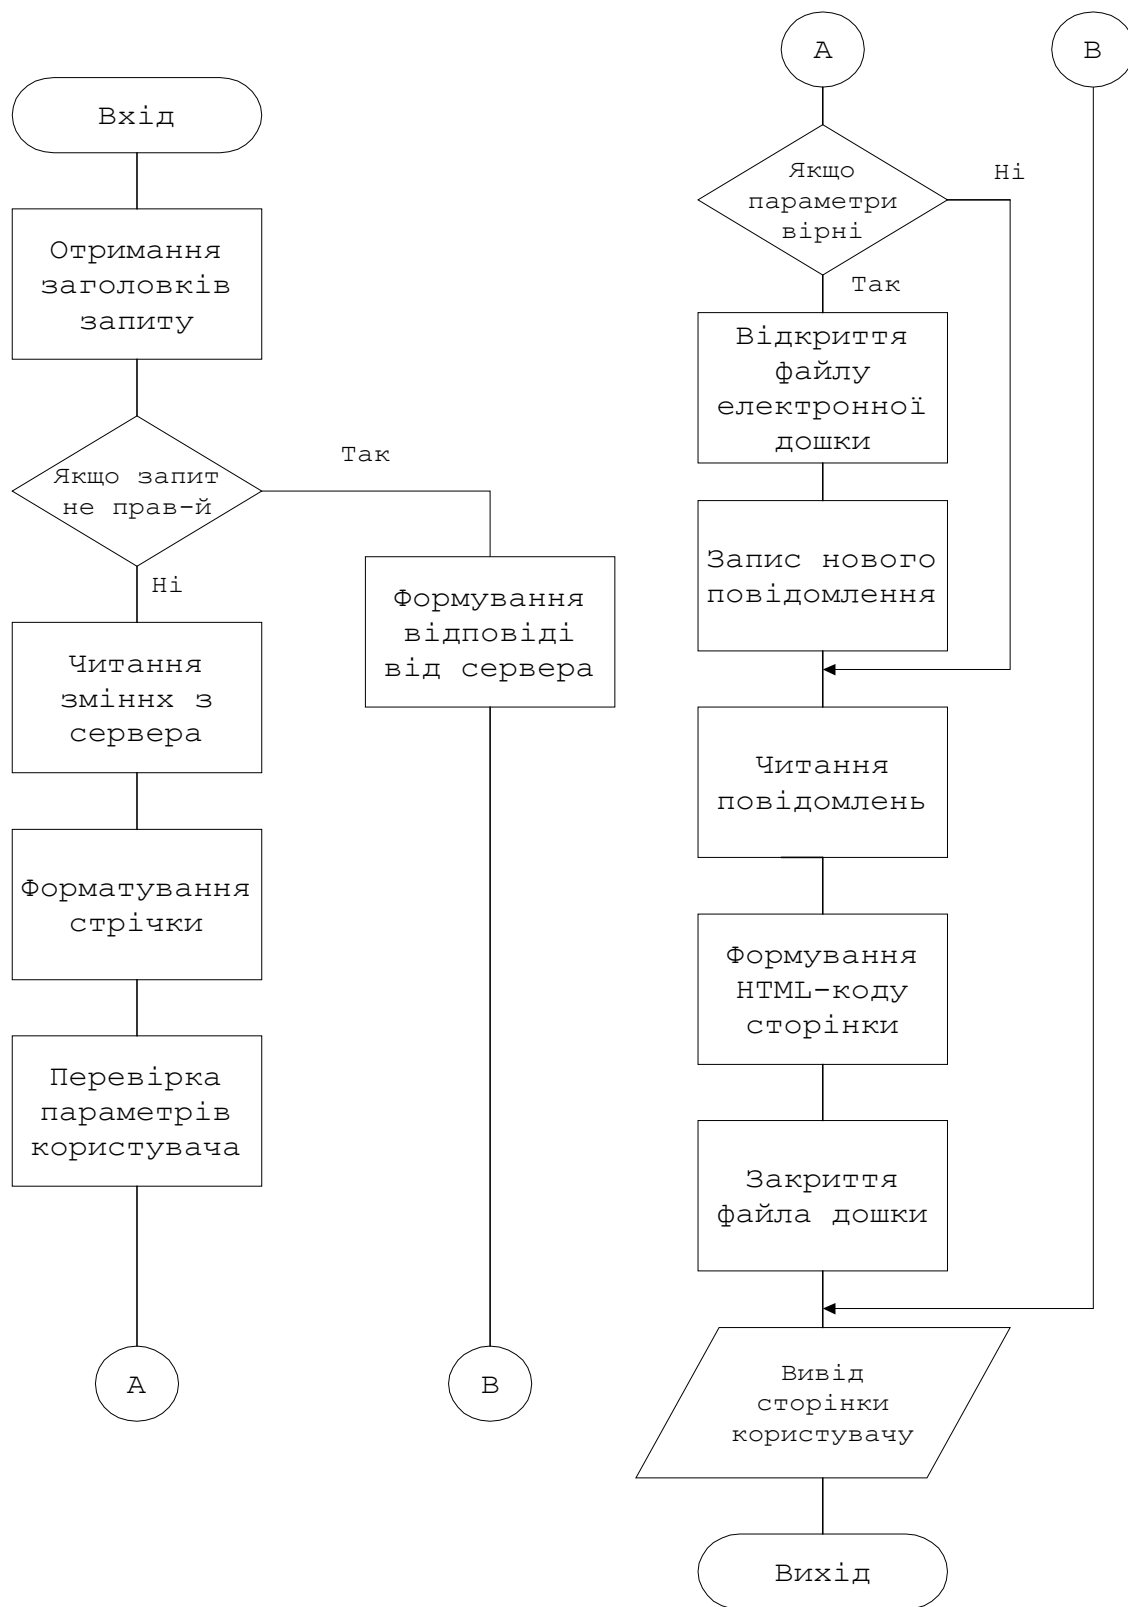 Вхід
Отримання
заголовків
запиту
Якщо запит
не прав-й
Так
Ні
Формування
відповіді
від сервера
Читання
зміннх з
сервера
Форматування
стрічки
Перевірка
параметрів
користувача
А
В
А
В
Якщо
параметри
вірні
Ні
Так
Відкриття
файлу
електронної
дошки
Запис нового
повідомлення
Читання
повідомлень
Формування
HTML-коду
сторінки
Закриття
файла дошки
Вивід
сторінки
користувачу
Вихід